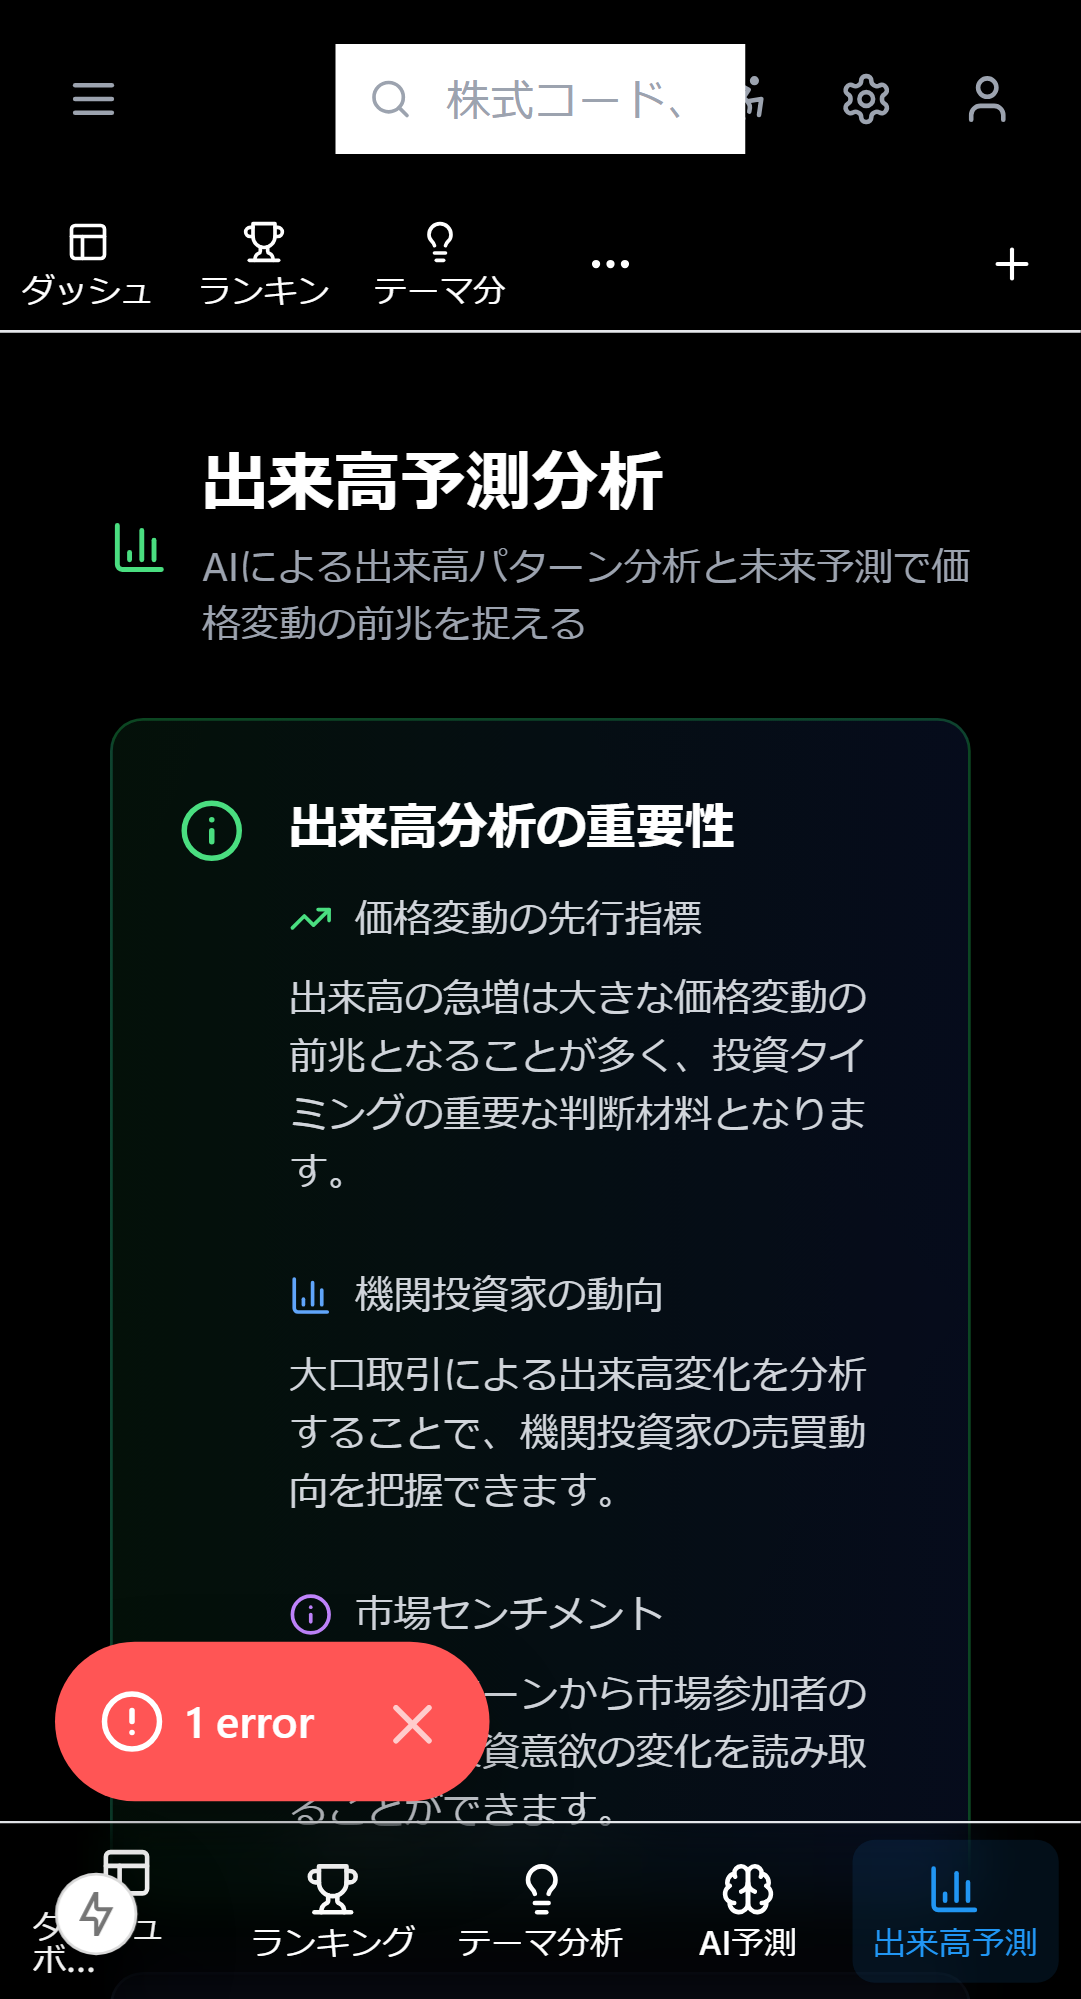 株式コード、
ダッシュ
ランキン
テーマ分
出来高予測分析
AIによる出来高パターン分析と未来予測で価
格変動の前兆を捉える
出来高分析の重要性
価格変動の先行指標
出来高の急増は大きな価格変動の
前兆となることが多く、投資タイ
ミングの重要な判断材料となりま
す。
機関投資家の動向
大口取引による出来高変化を分析
することで、機関投資家の売買動
向を把握できます。
市場センチメント
ーンから市場参加者の
資意欲の変化を読み取
ることができます。
1 error
ダ ュ
ボ...
ランキング
テーマ分析
AI予測
出来高予測